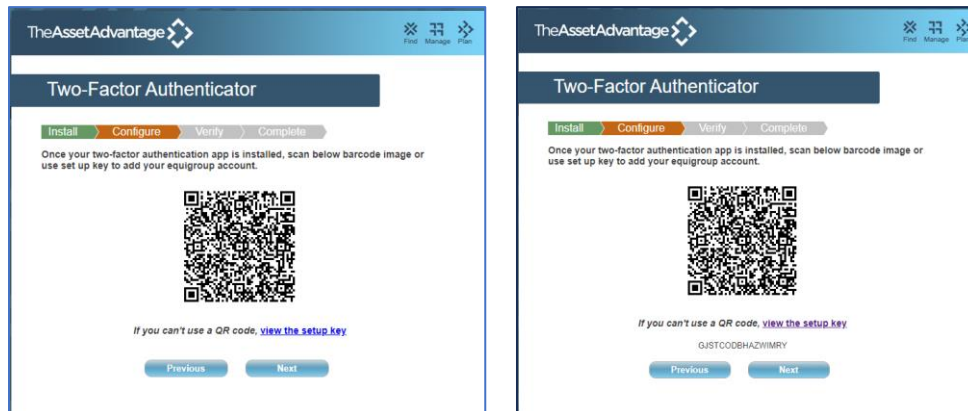 TheAssetAdvantage
Find Manage Plan
Two-Factor Authenticator
Install Configure Verify Complete
Once your two-factor authentication app is installed, scan below barcode image or
use set up key to add your equigroup account.
If you can't use a QR code, view the setup key
Previous Next
TheAssetAdvantage
Find Manage Plan
Two-Factor Authenticator
Install Configure Verify Complete
Once your two-factor authentication app is installed, scan below barcode image or
use set up key to add your equigroup account.
If you can't use a QR code, view the setup key
GJSTCODBHAZWIMRY
Previous Next